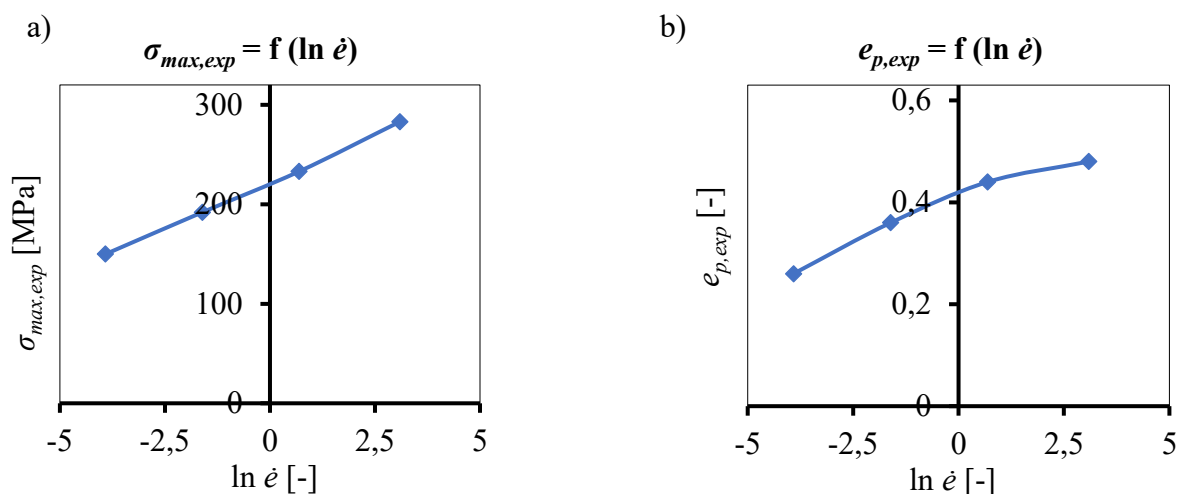 a)
σmax,exp = f (ln ė)
σmax,exp [MPa]
300
200
100
0
-5 -2,5 0 2,5 5
ln ė [-]
b)
ep,exp = f (ln ė)
ep,exp [-]
0,6
0,4
0,2
0
-5 -2,5 0 2,5 5
ln ė [-]